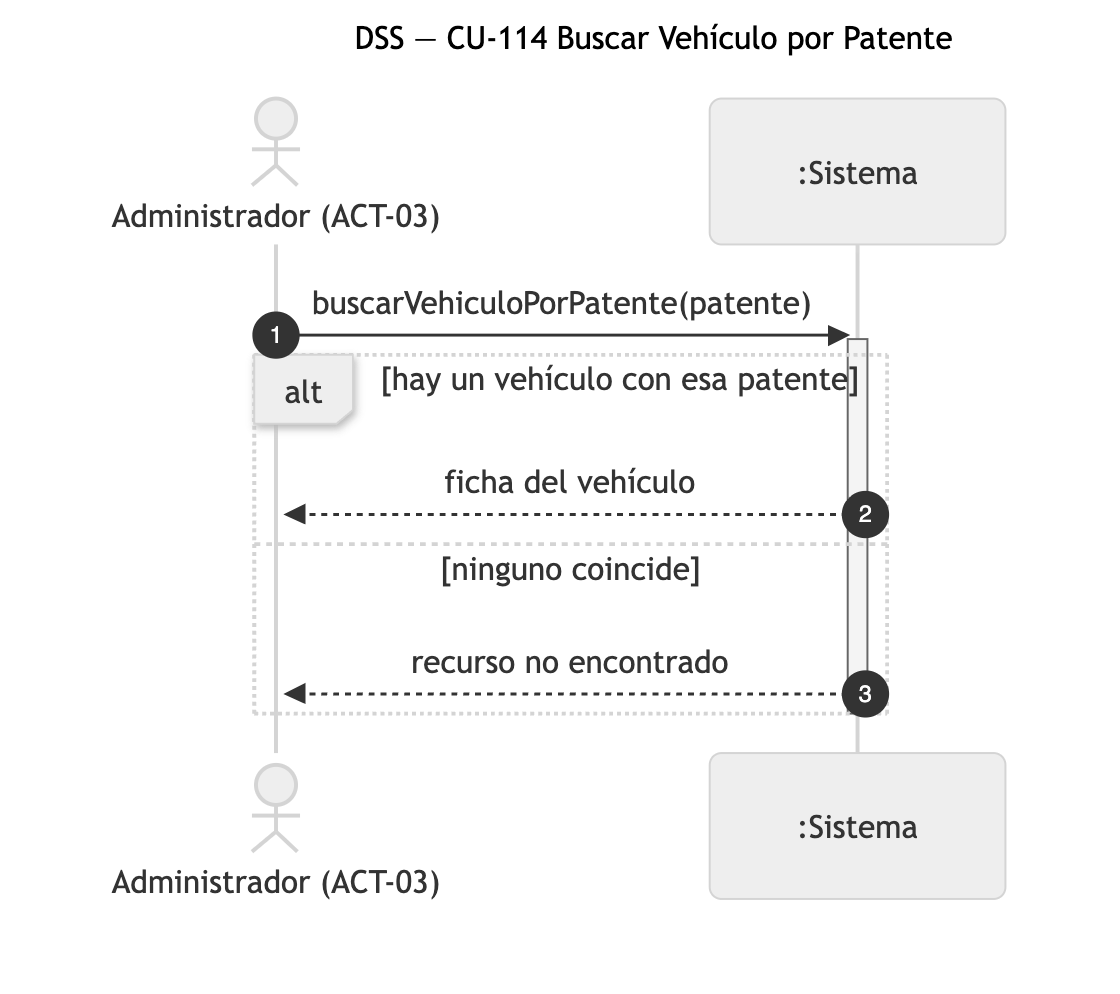 DSS — CU-114 Buscar Vehículo por Patente
Administrador (ACT-03)
:Sistema
buscarVehiculoPorPatente(patente)
1
alt
[hay un vehículo con esa patente]
ficha del vehículo
2
[ninguno coincide]
recurso no encontrado
3
Administrador (ACT-03)
:Sistema